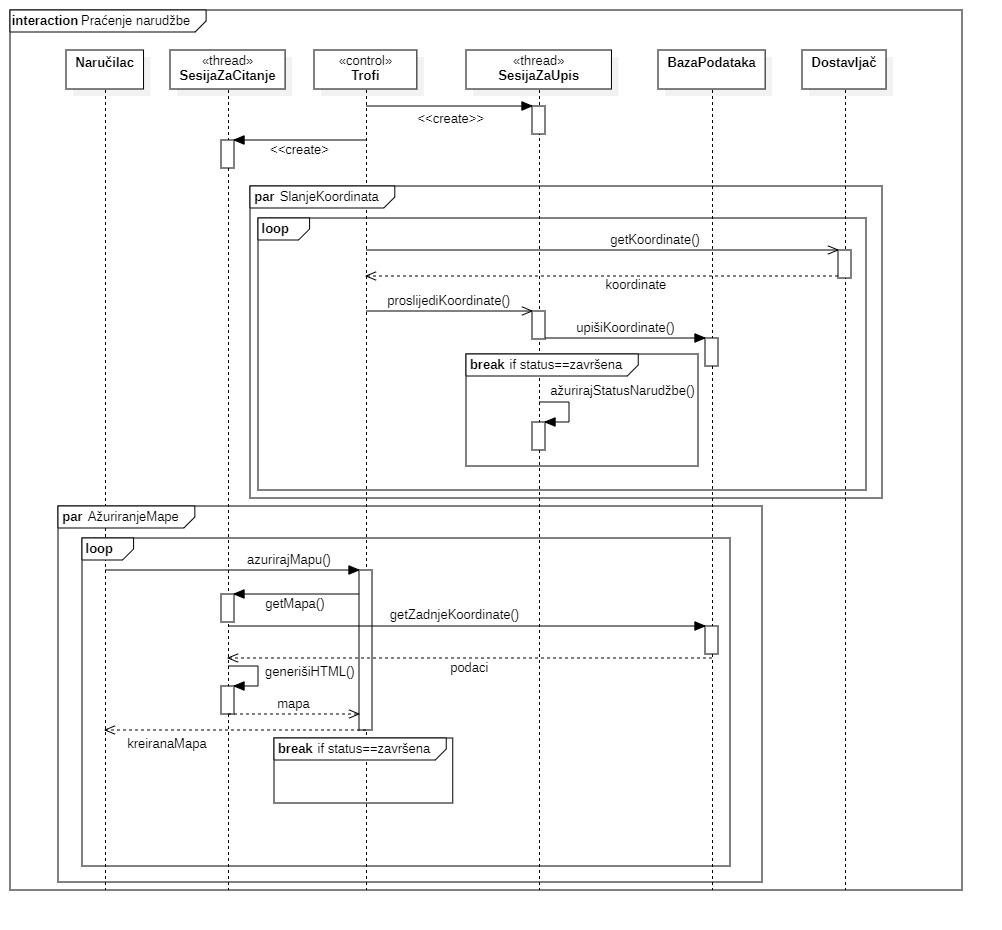 interaction Praćenje narudžbe
Naručilac
«thread»
SesijaZaCitanje
«control»
Trofi
«thread»
SesijaZaUpis
BazaPodataka
Dostavljač
<<create>>
<<create>
par SlanjeKoordinata
loop
getKoordinate()
koordinate
proslijediKoordinate()
upišiKoordinate()
break if status==završena
ažurirajStatusNarudžbe()
par AžuriranjeMape
loop
azurirajMapu()
getMapa()
getZadnjeKoordinate()
podaci
generišiHTML()
mapa
kreiranaMapa
break if status==završena